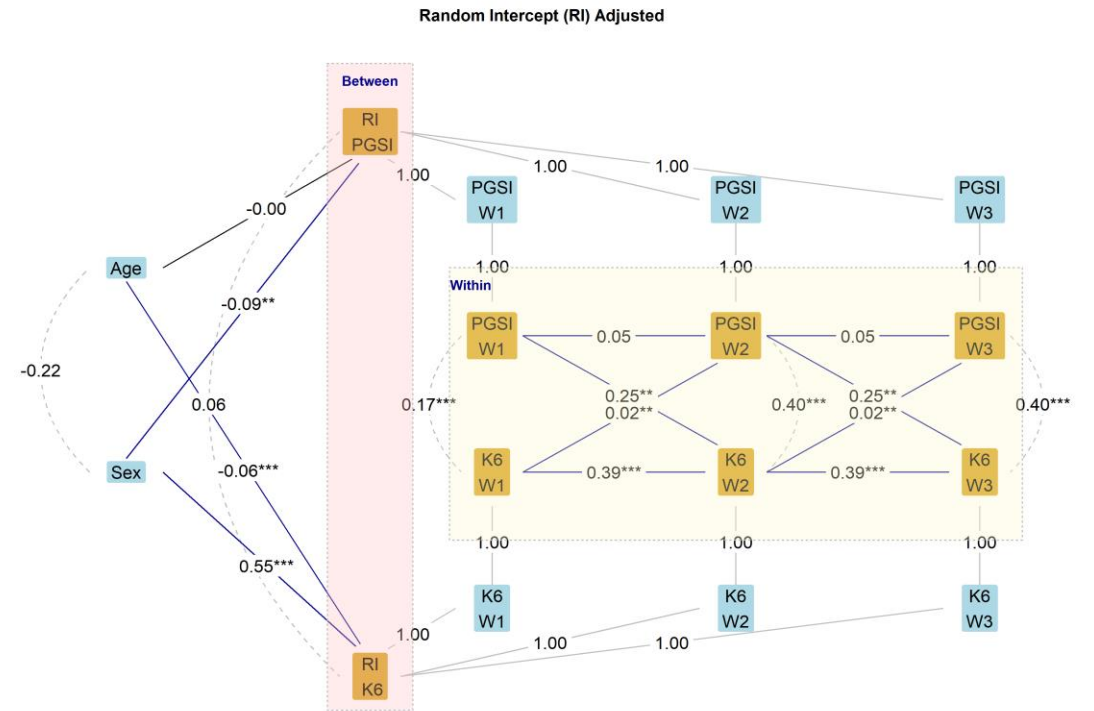 Random Intercept (RI) Adjusted
Between
RI
PGSI
1.00
1.00
1.00
PGSI
W1
PGSI
W2
PGSI
W3
-0.00
Age
1.00
1.00
1.00
Within
-0.09**
PGSI
W1
0.05
PGSI
W2
0.05
PGSI
W3
-0.22
0.06
0.17***
0.25**
0.02**
0.40***
0.25**
0.02**
0.40***
Sex
-0.06***
K6
W1
0.39***
K6
W2
0.39***
K6
W3
1.00
1.00
1.00
0.55***
K6
W1
K6
W2
K6
W3
1.00
1.00
1.00
RI
K6